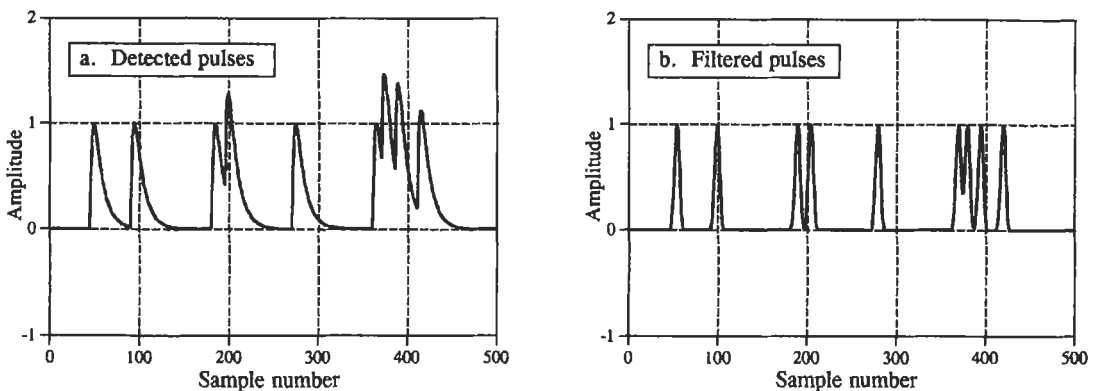 2
a. Detected pulses
1
0
-1
Amplitude
0 100 200 300 400 500
Sample number
2
b. Filtered pulses
1
0
-1
Amplitude
0 100 200 300 400 500
Sample number